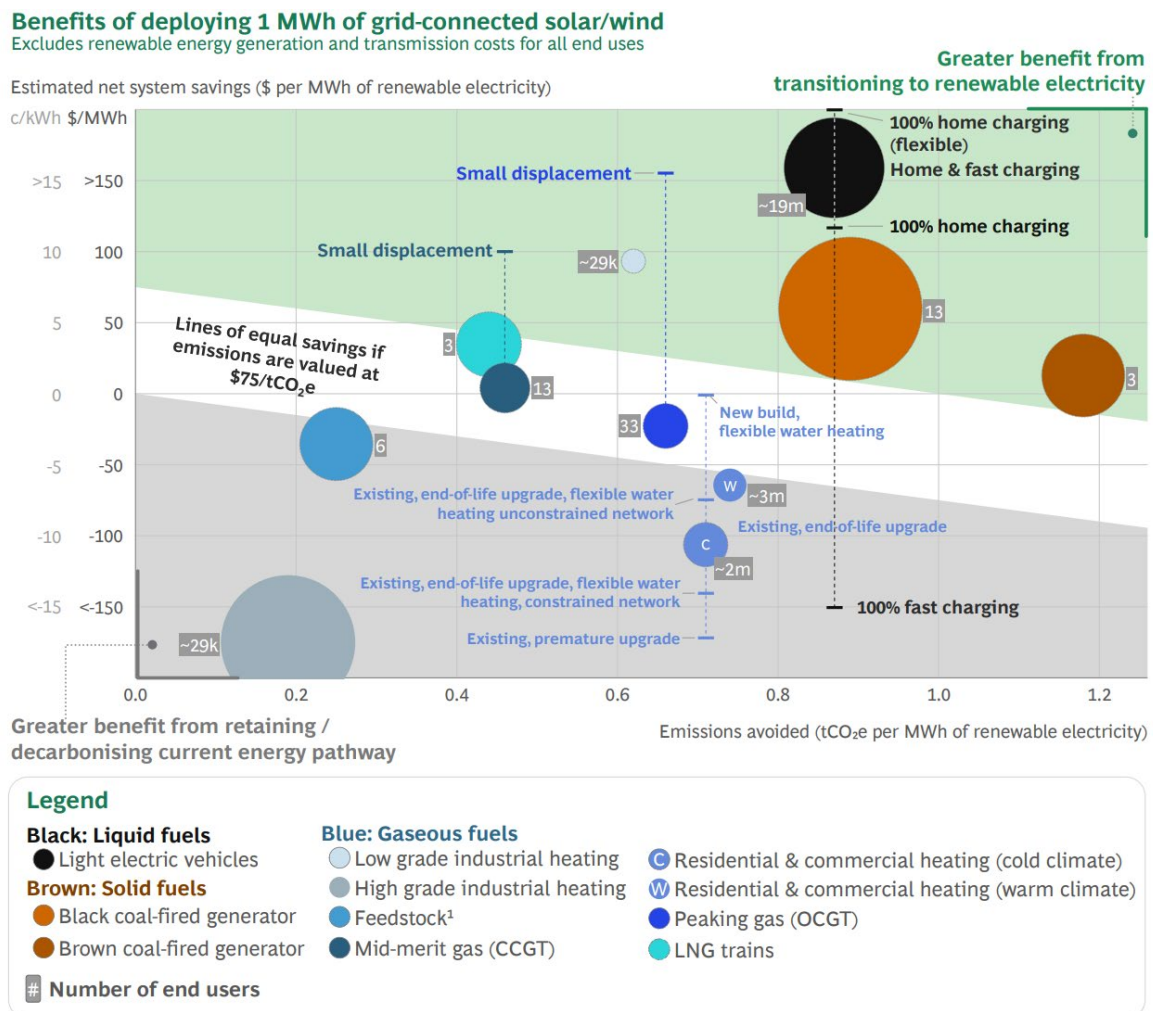 Benefits of deploying 1 MWh of grid-connected solar/wind
Excludes renewable energy generation and transmission costs for all end uses
Greater benefit from
transitioning to renewable electricity
Estimated net system savings ($ per MWh of renewable electricity)
c/kWh $/MWh
>15 >150
10 100
5 50
0 0
-5 -50
-10 -100
<-15 <-150
100% home charging
(flexible)
Home & fast charging
~19m
100% home charging
Small displacement
Small displacement
~29k
13
Lines of equal savings if
emissions are valued at
$75/tCO₂e
3
13
3
33
6
New build,
flexible water heating
W
~3m
Existing, end-of-life upgrade, flexible water
heating unconstrained network
Existing, end-of-life upgrade
C
~2m
Existing, end-of-life upgrade, flexible water
heating, constrained network
100% fast charging
Existing, premature upgrade
~29k
0.0 0.2 0.4 0.6 0.8 1.0 1.2
Greater benefit from retaining /
decarbonising current energy pathway
Emissions avoided (tCO₂e per MWh of renewable electricity)
Legend
Black: Liquid fuels
Light electric vehicles
Brown: Solid fuels
Black coal-fired generator
Brown coal-fired generator
# Number of end users
Blue: Gaseous fuels
Low grade industrial heating
High grade industrial heating
Feedstock¹
Mid-merit gas (CCGT)
C Residential & commercial heating (cold climate)
W Residential & commercial heating (warm climate)
Peaking gas (OCGT)
LNG trains